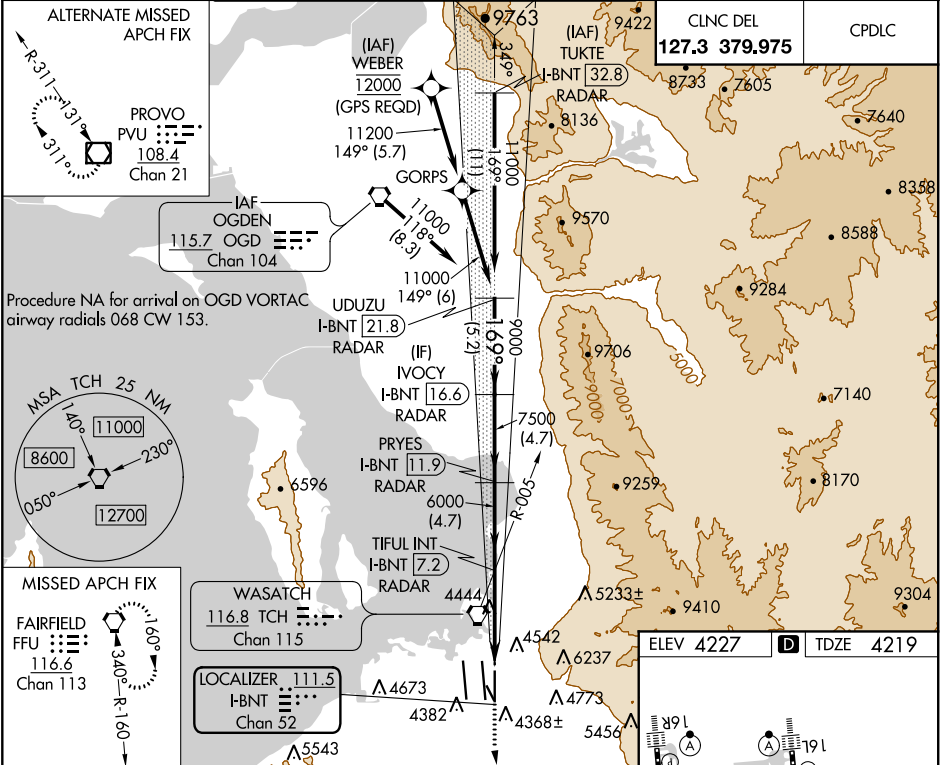 ALTERNATE MISSED
APCH FIX
R-311
131°
311°
PROVO
PVU
108.4
Chan 21
(IAF)
WEBER
12000
(GPS REQD)
11200
149° (5.7)
GORPS
9763
349°
(IAF)
TUKTE
I-BNT 32.8
RADAR
9422
CLNC DEL
127.3 379.975
CPDLC
8733
7605
8136
7640
11000
169°
(11)
8358
IAF
OGDEN
115.7 OGD
Chan 104
11000
118°
(8.3)
9570
8588
11000
149° (6)
9284
Procedure NA for arrival on OGD VORTAC
airway radials 068 CW 153.
UDUZU
I-BNT 21.8
RADAR
9000
169°
(5.2)
9706
5000
7000
9000
(IF)
IVOCY
I-BNT 16.6
RADAR
7140
MSA TCH 25 NM
140°
11000
8600
230°
050°
12700
7500
(4.7)
PRYES
I-BNT 11.9
RADAR
6596
9259
8170
6000
(4.7)
R-005
TIFUL INT
I-BNT 7.2
RADAR
MISSED APCH FIX
FAIRFIELD
FFU
116.6
Chan 113
160°
340°
R-160
WASATCH
116.8 TCH
Chan 115
4444
5233±
9410
9304
4542
6237
ELEV 4227
D
TDZE 4219
LOCALIZER 111.5
I-BNT
Chan 52
4673
4382
4773
4368±
5456
5543
16R
A
A
16L